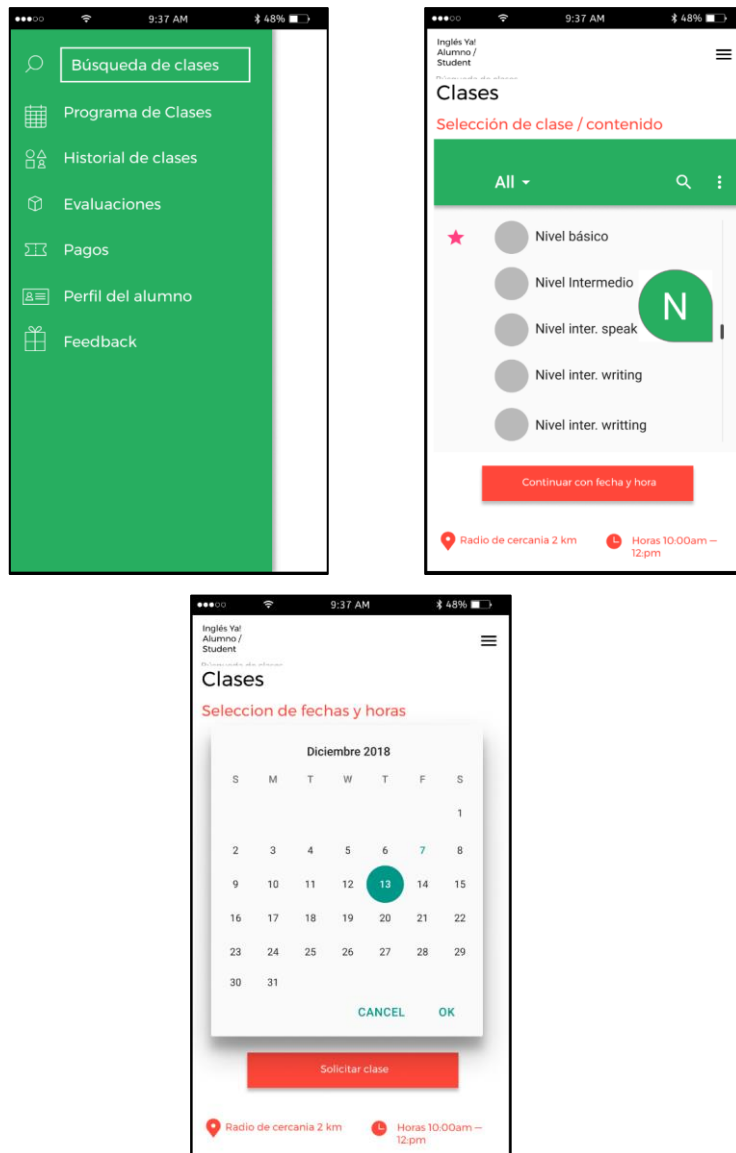 9:37 AM 48%
Búsqueda de clases
Programa de Clases
Historial de clases
Evaluaciones
Pagos
Perfil del alumno
Feedback
9:37 AM 48%
Inglés Ya!
Alumno /
Student
Búsqueda de clases
Clases
Selección de clase / contenido
All
Nivel básico
Nivel Intermedio
Nivel inter. speak
N
Nivel inter. writing
Nivel inter. writting
Continuar con fecha y hora
Radio de cercania 2 km
Horas 10:00am —
12:pm
9:37 AM 48%
Inglés Ya!
Alumno /
Student
Búsqueda de clases
Clases
Seleccion de fechas y horas
Diciembre 2018
S M T W T F S
1
2 3 4 5 6 7 8
9 10 11 12 13 14 15
16 17 18 19 20 21 22
23 24 25 26 27 28 29
30 31
CANCEL OK
Solicitar clase
Radio de cercania 2 km
Horas 10:00am —
12:pm